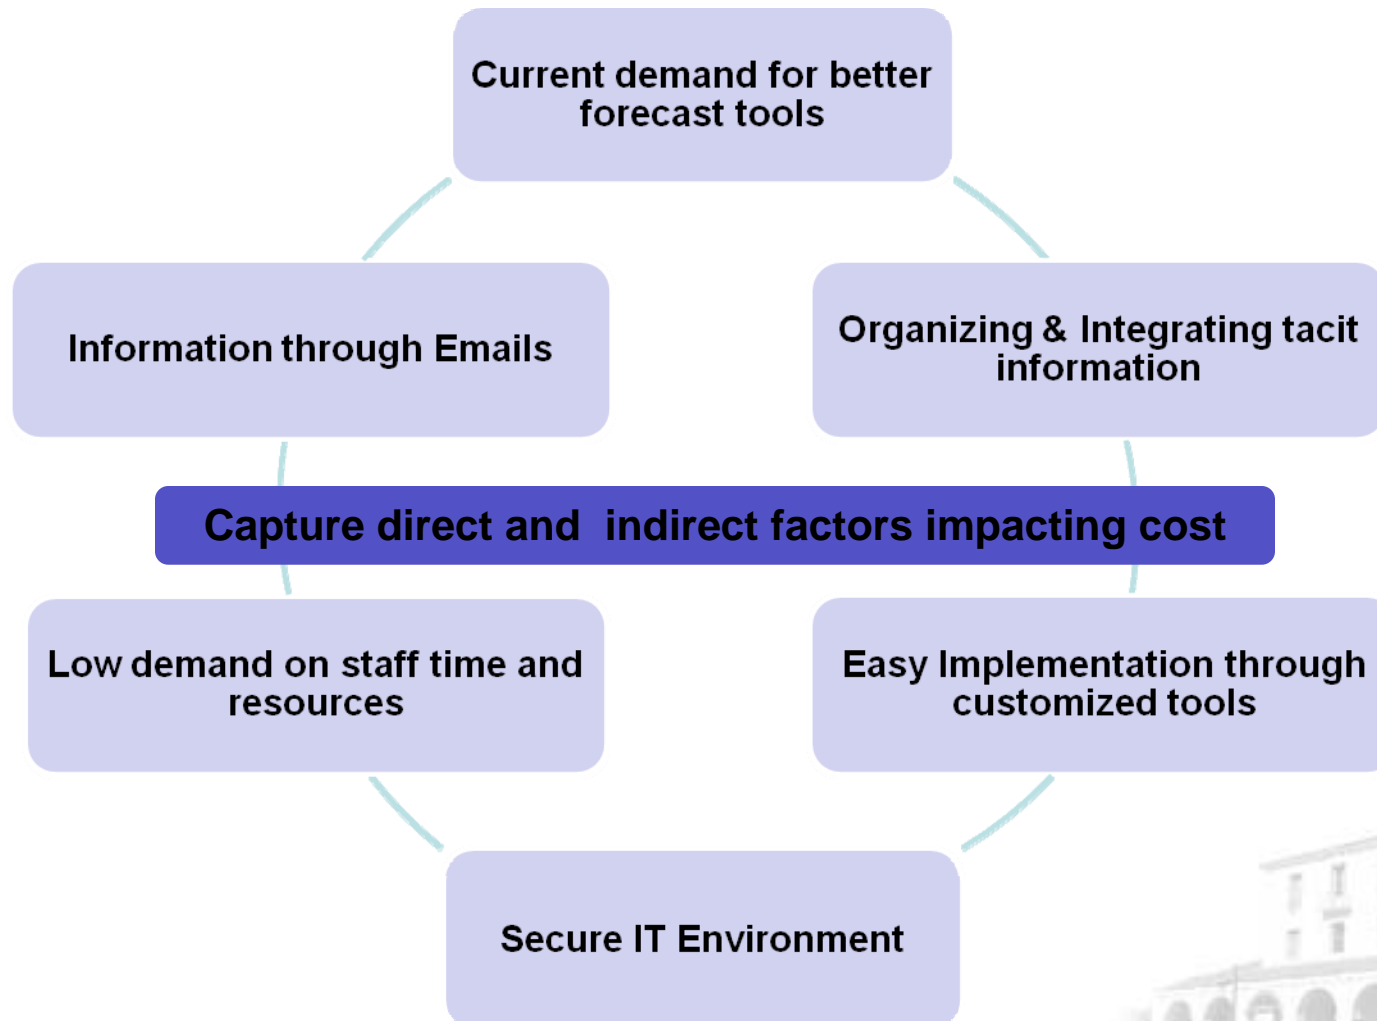 Current demand for better
forecast tools
Information through Emails
Organizing & Integrating tacit
information
Capture direct and  indirect factors impacting cost
Low demand on staff time and
resources
Easy Implementation through
customized tools
Secure IT Environment